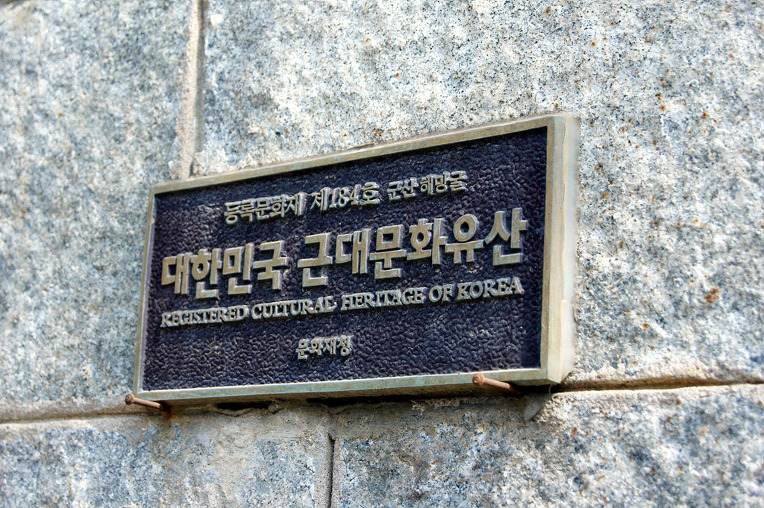 등록문화재 제184호 군산 해망굴
대한민국 근대문화유산
REGISTERED CULTURAL HERITAGE OF KOREA
문화재청